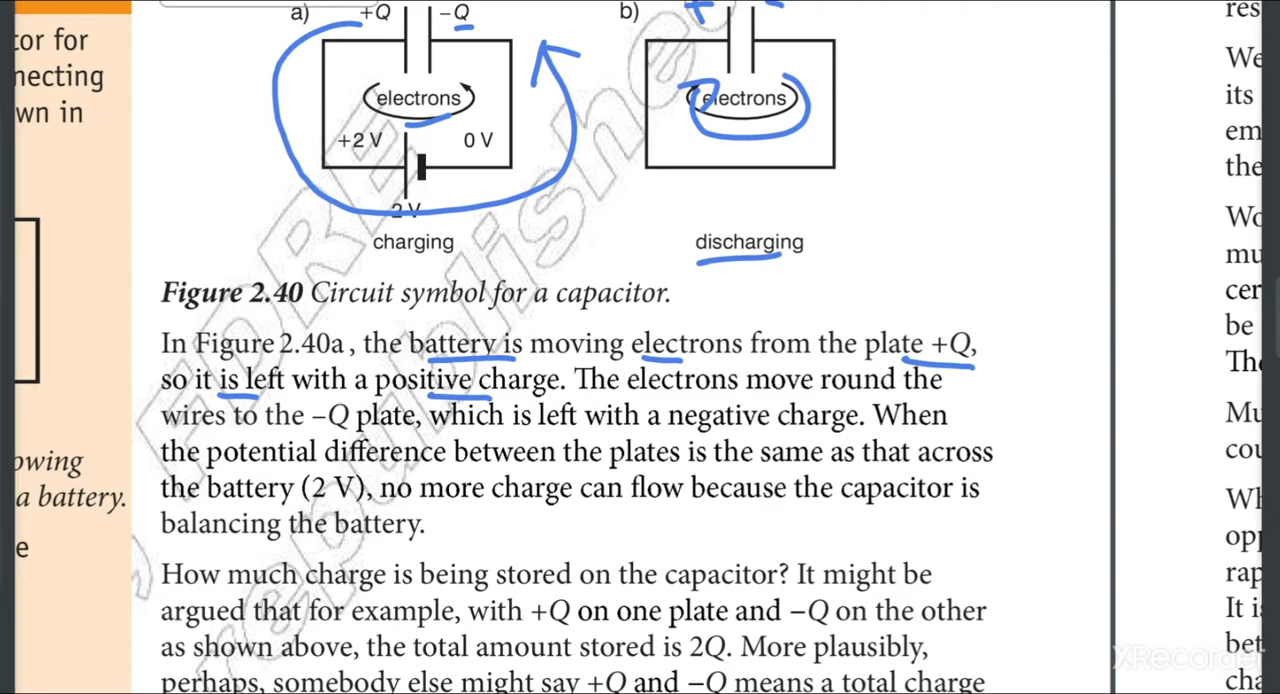 a) +Q −Q b)
electrons electrons
+2 V 0 V
2 V
charging discharging
Figure 2.40 Circuit symbol for a capacitor.
In Figure 2.40a , the battery is moving electrons from the plate +Q,
so it is left with a positive charge. The electrons move round the
wires to the −Q plate, which is left with a negative charge. When
the potential difference between the plates is the same as that across
the battery (2 V), no more charge can flow because the capacitor is
balancing the battery.
How much charge is being stored on the capacitor? It might be
argued that for example, with +Q on one plate and −Q on the other
as shown above, the total amount stored is 2Q. More plausibly,
perhaps, somebody else might say +Q and −Q means a total charge
tor for
necting
wn in
owing
a battery.
e
res
We
its
em
the
Wo
mu
cer
be
The
Mu
cou
Wh
opp
rap
It is
bet
cha
FDRE
republished
XRecorder